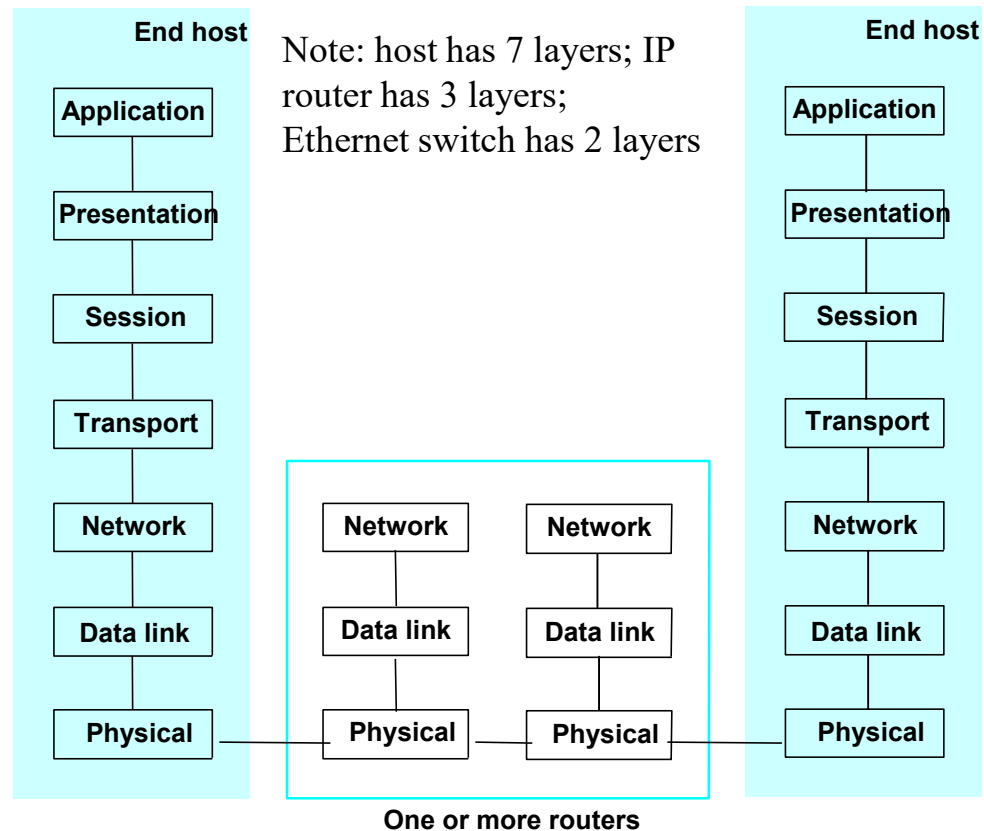 End host
Note: host has 7 layers; IP
router has 3 layers;
Ethernet switch has 2 layers
End host
Application
Presentation
Session
Transport
Network
Data link
Physical
Network
Data link
Physical
Network
Data link
Physical
One or more routers
Application
Presentation
Session
Transport
Network
Data link
Physical